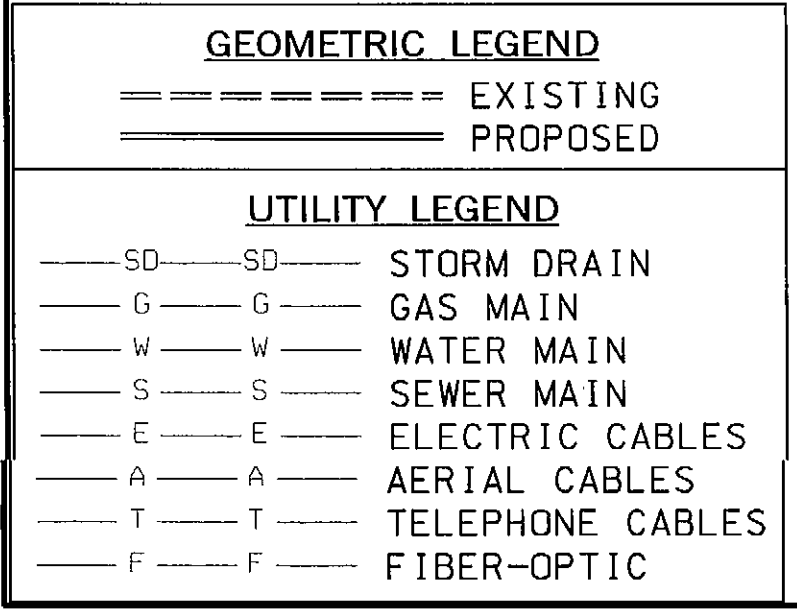 GEOMETRIC LEGEND
EXISTING
PROPOSED
UTILITY LEGEND
SD SD STORM DRAIN
G G GAS MAIN
W W WATER MAIN
S S SEWER MAIN
E E ELECTRIC CABLES
A A AERIAL CABLES
T T TELEPHONE CABLES
F F FIBER-OPTIC